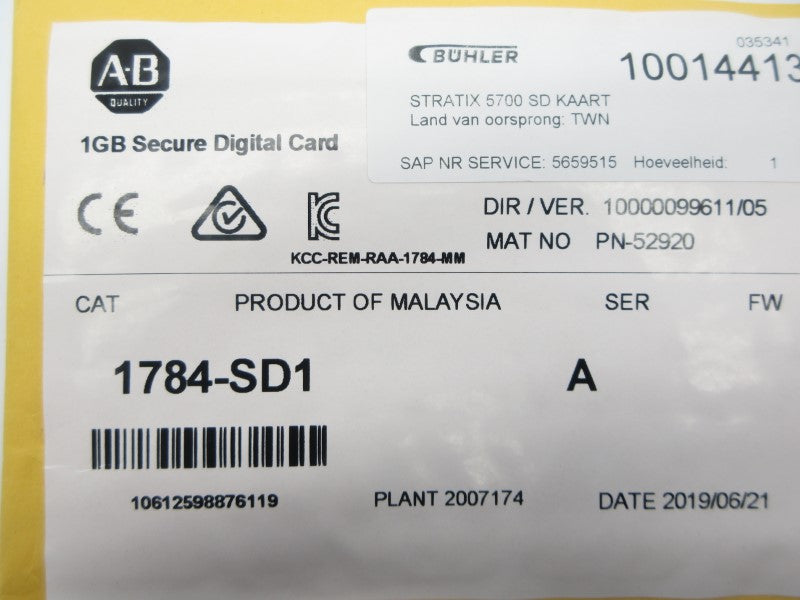 A-B
QUALITY
1GB Secure Digital Card
035341
BÜHLER
10014413
STRATIX 5700 SD KAART
Land van oorsprong: TWN
SAP NR SERVICE: 5659515 Hoeveelheid: 1
CE
KC
DIR / VER. 10000099611/05
MAT NO PN-52920
KCC-REM-RAA-1784-MM
CAT PRODUCT OF MALAYSIA SER FW
1784-SD1 A
10612598876119 PLANT 2007174 DATE 2019/06/21